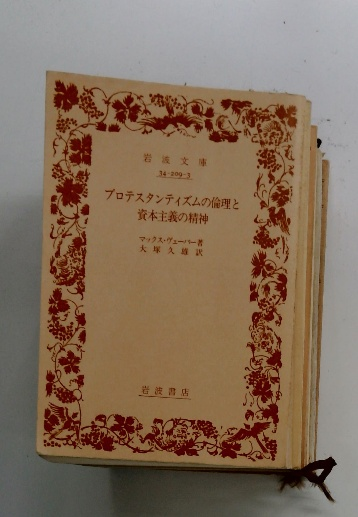 岩波文庫
34-209-3
プロテスタンティズムの倫理と
資本主義の精神
マックス・ヴェーバー著
大塚久雄訳
岩波書店